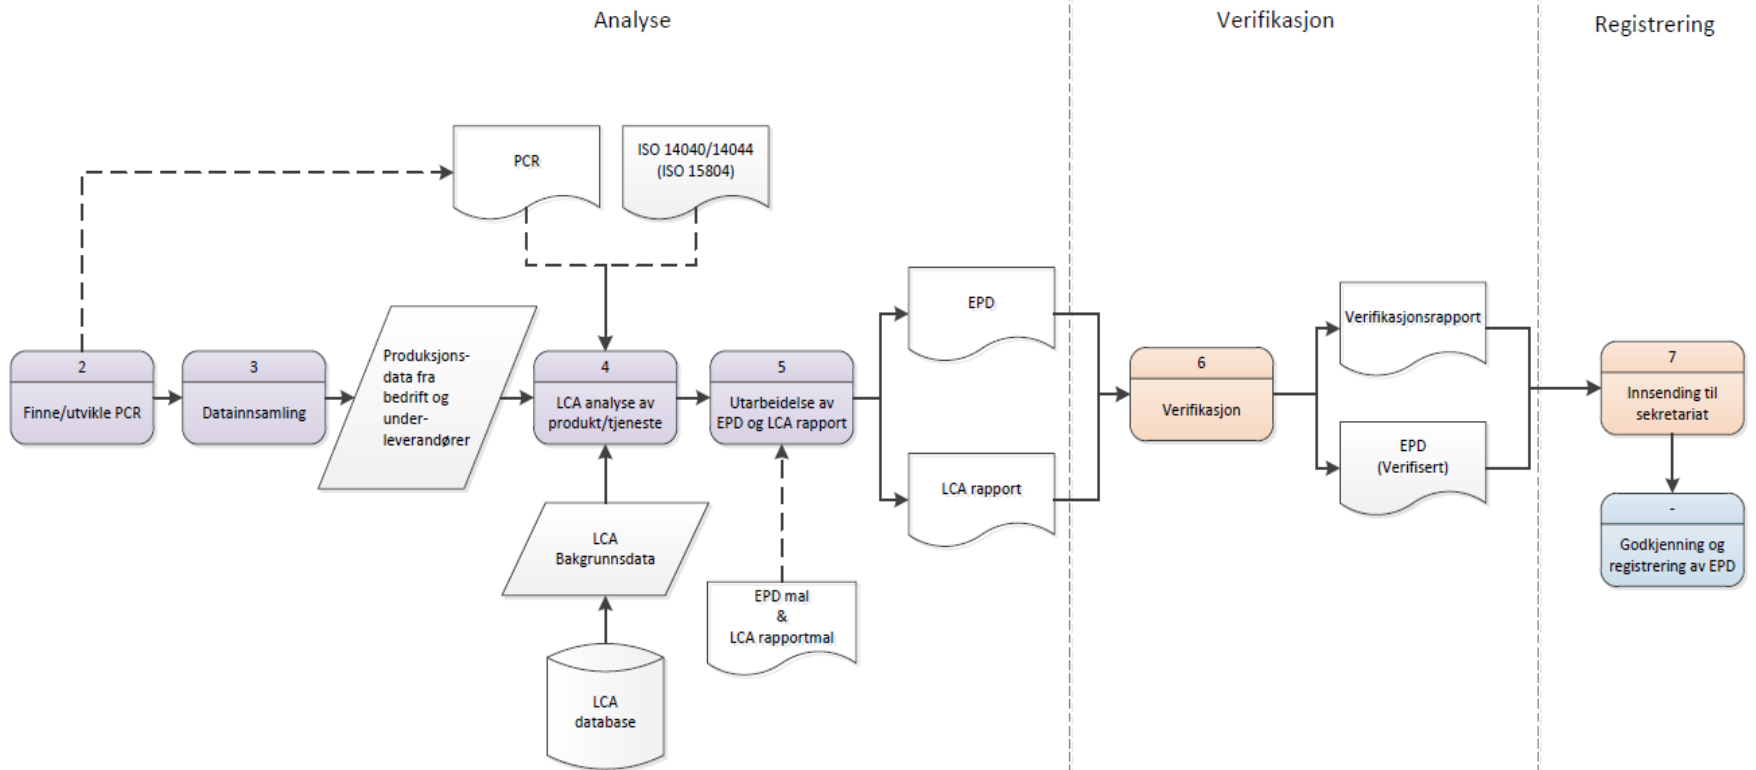 Analyse
Verifikasjon
Registrering
PCR
ISO 14040/14044
(ISO 15804)
2
Finne/utvikle PCR
3
Datainnsamling
Produksjons-
data fra
bedrift og
under-
leverandører
4
LCA analyse av
produkt/tjeneste
5
Utarbeidelse av
EPD og LCA rapport
EPD
LCA rapport
LCA
Bakgrunnsdata
LCA
database
EPD mal
&
LCA rapportmal
6
Verifikasjon
Verifikasjonsrapport
EPD
(Verifisert)
7
Innsending til
sekretariat
-
Godkjenning og
registrering av EPD